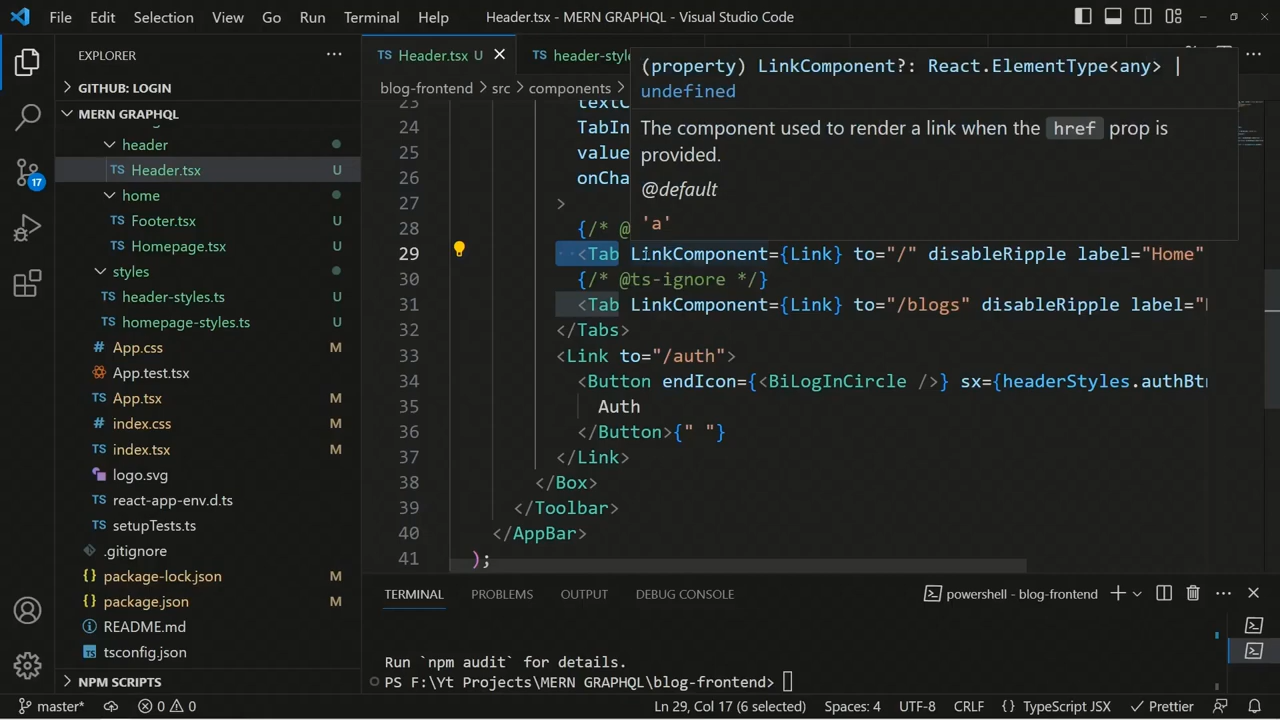 File Edit Selection View Go Run Terminal Help Header.tsx - MERN GRAPHQL - Visual Studio Code
EXPLORER
GITHUB: LOGIN
MERN GRAPHQL
header
TS Header.tsx U
home
TS Footer.tsx U
TS Homepage.tsx U
styles
TS header-styles.ts U
TS homepage-styles.ts U
# App.css M
App.test.tsx
TS App.tsx M
# index.css M
TS index.tsx M
logo.svg
TS react-app-env.d.ts
TS setupTests.ts
.gitignore
{} package-lock.json M
{} package.json M
README.md
tsconfig.json
NPM SCRIPTS
17
TS Header.tsx U
TS header-style
blog-frontend > src > components >
(property) LinkComponent?: React.ElementType<any> |
undefined
The component used to render a link when the href prop is
provided.
@default
'a'
23 textC
24 TabIn
25 value
26 onCha
27 >
28 {/* @
29 <Tab LinkComponent={Link} to="/" disableRipple label="Home"
30 {/* @ts-ignore */}
31 <Tab LinkComponent={Link} to="/blogs" disableRipple label="
32 </Tabs>
33 <Link to="/auth">
34 <Button endIcon={<BiLogInCircle />} sx={headerStyles.authBtn
35 Auth
36 </Button>{" "}
37 </Link>
38 </Box>
39 </Toolbar>
40 </AppBar>
41 );
TERMINAL PROBLEMS OUTPUT DEBUG CONSOLE powershell - blog-frontend
Run `npm audit` for details.
PS F:\Yt Projects\MERN GRAPHQL\blog-frontend>
master* 0 0 Ln 29, Col 17 (6 selected) Spaces: 4 UTF-8 CRLF {} TypeScript JSX Prettier